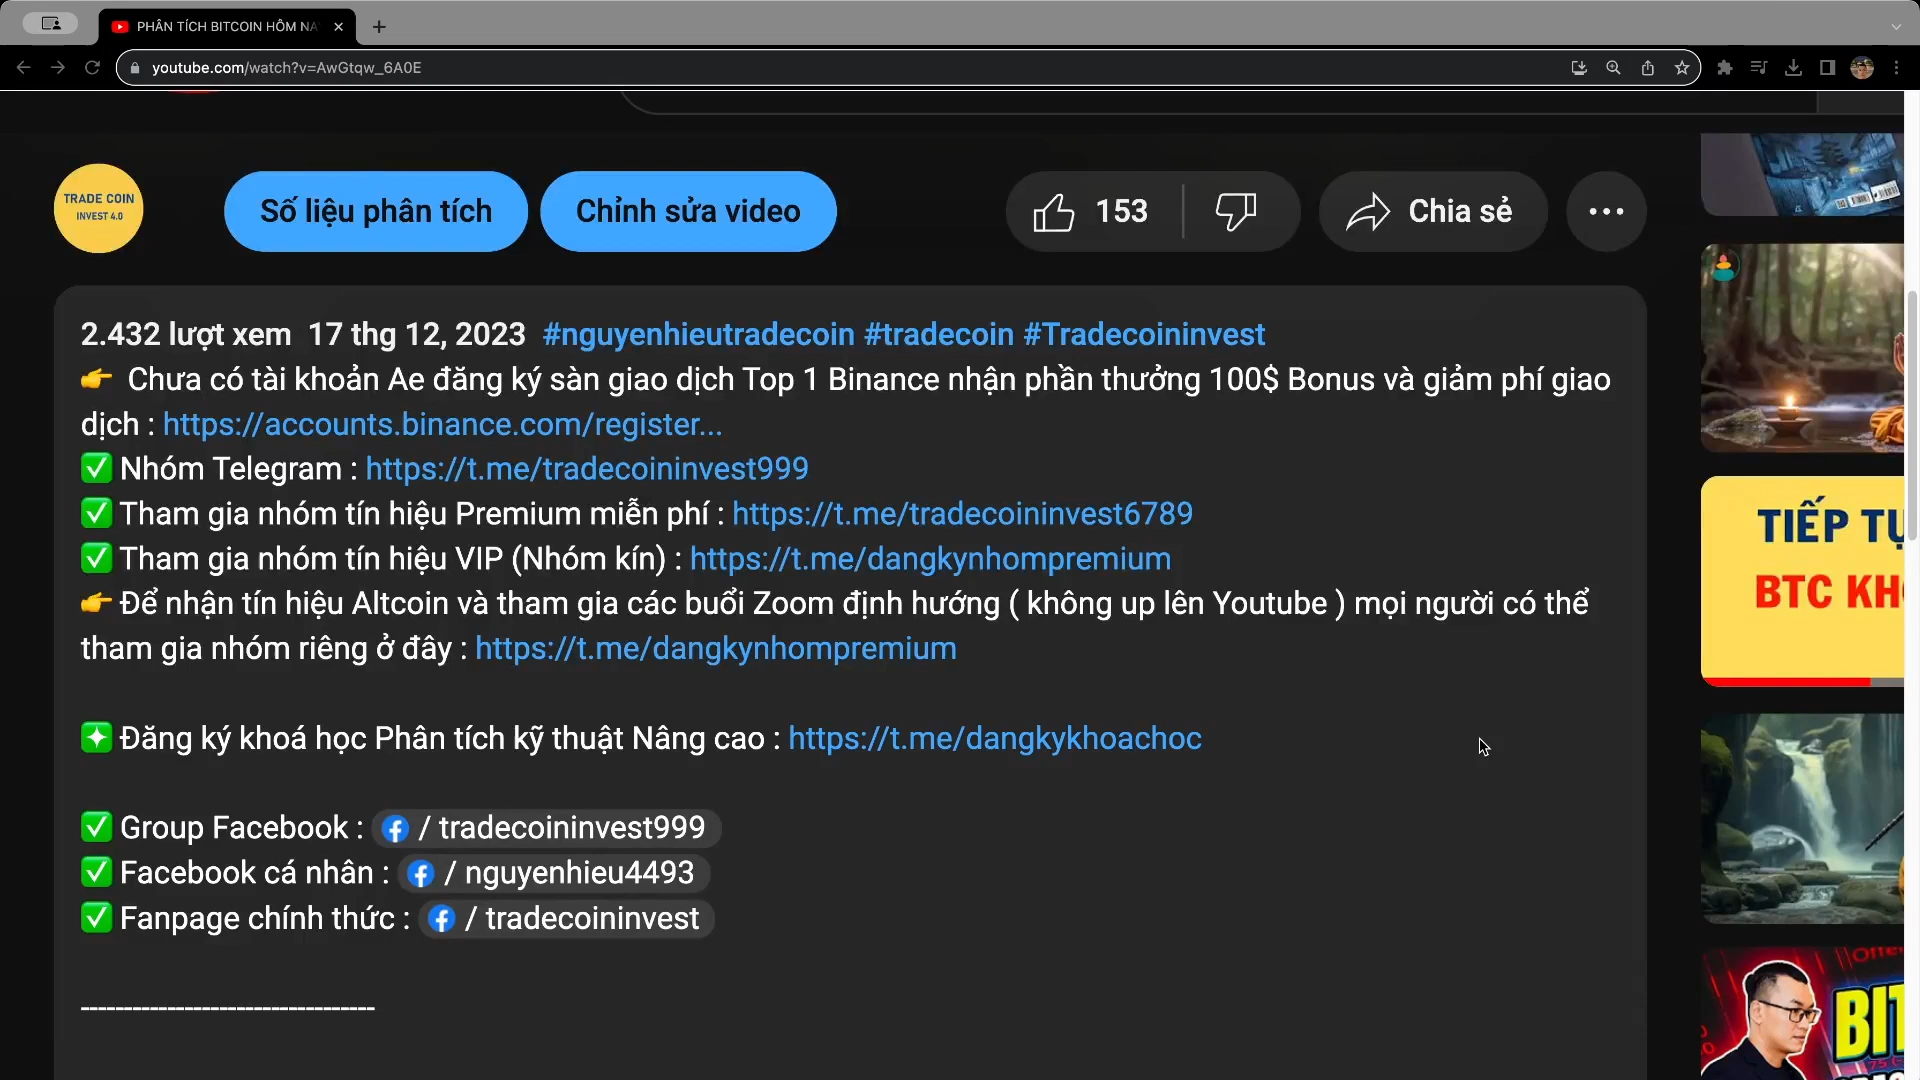 PHÂN TÍCH BITCOIN HÔM NA
youtube.com/watch?v=AwGtqw_6A0E
TRADE COIN
INVEST 4.0
Số liệu phân tích
Chỉnh sửa video
153
Chia sẻ
2.432 lượt xem 17 thg 12, 2023 #nguyenhieutradecoin #tradecoin #Tradecoininvest
👉 Chưa có tài khoản Ae đăng ký sàn giao dịch Top 1 Binance nhận phần thưởng 100$ Bonus và giảm phí giao
dịch : https://accounts.binance.com/register...
✅ Nhóm Telegram : https://t.me/tradecoininvest999
✅ Tham gia nhóm tín hiệu Premium miễn phí : https://t.me/tradecoininvest6789
✅ Tham gia nhóm tín hiệu VIP (Nhóm kín) : https://t.me/dangkynhompremium
👉 Để nhận tín hiệu Altcoin và tham gia các buổi Zoom định hướng ( không up lên Youtube ) mọi người có thể
tham gia nhóm riêng ở đây : https://t.me/dangkynhompremium
Đăng ký khoá học Phân tích kỹ thuật Nâng cao : https://t.me/dangkykhoachoc
✅ Group Facebook : / tradecoininvest999
✅ Facebook cá nhân : / nguyenhieu4493
✅ Fanpage chính thức : / tradecoininvest
-----------------------------------
TIẾP TỤ
BTC KH
BIT